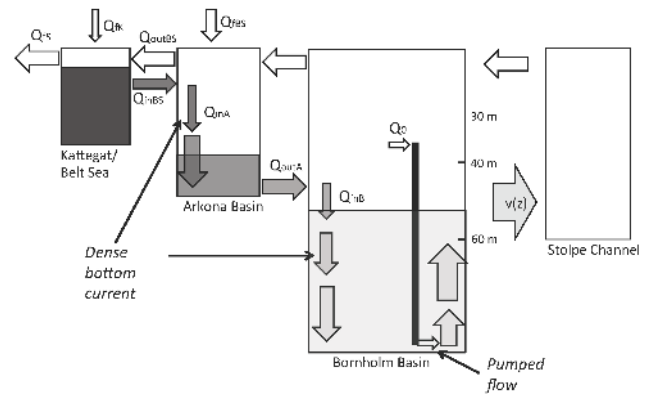 Qfs
Qfk
QoutBS
QfBS
QinBS
QinA
Kattegat/
Belt Sea
QoutA
Arkona Basin
QinB
Qp
30 m
40 m
60 m
v(z)
Stolpe Channel
Dense
bottom
current
Bornholm Basin
Pumped
flow